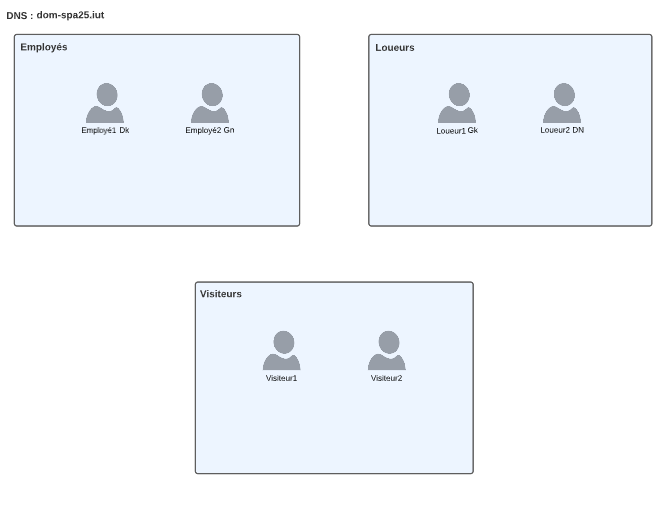 DNS : dom-spa25.iut
Employés
Employé1 Dk
Employé2 Gn
Loueurs
Loueur1 Gk
Loueur2 DN
Visiteurs
Visiteur1
Visiteur2